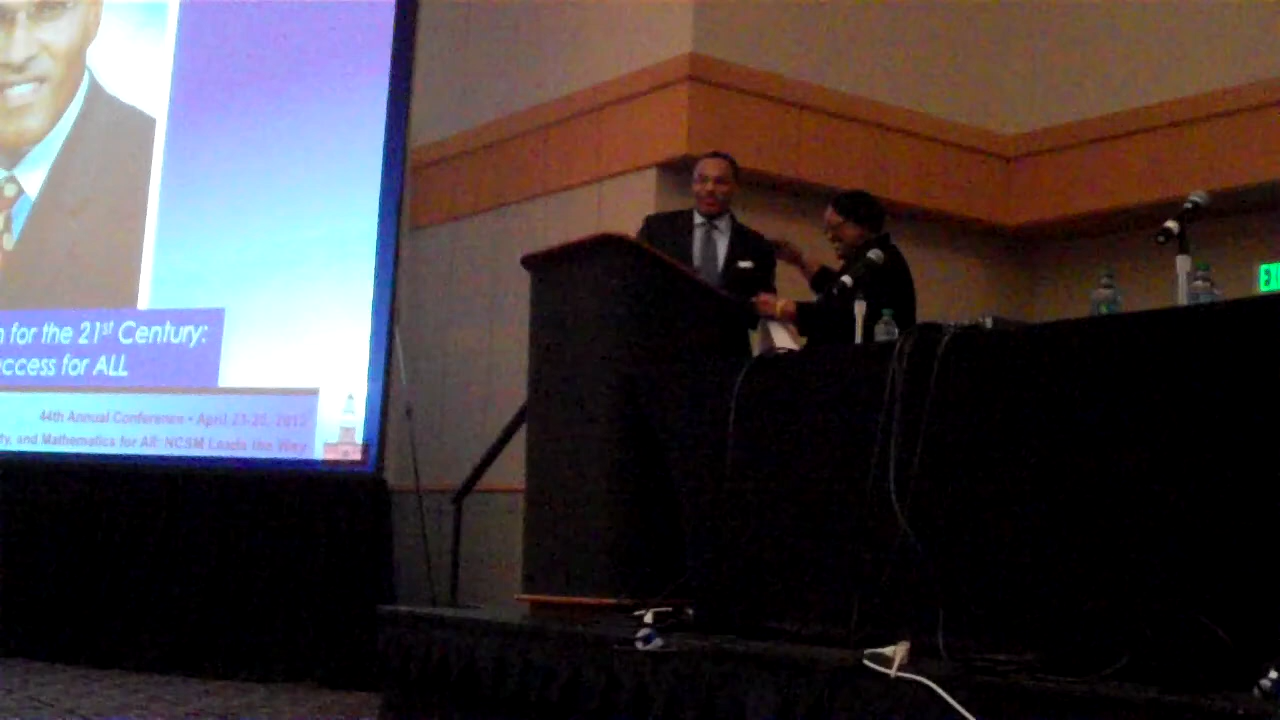 for the 21st Century:
ccess for ALL
44th Annual Conference • April 23-25, 2012
ty, and Mathematics for All: NCSM Leads the Way
EX